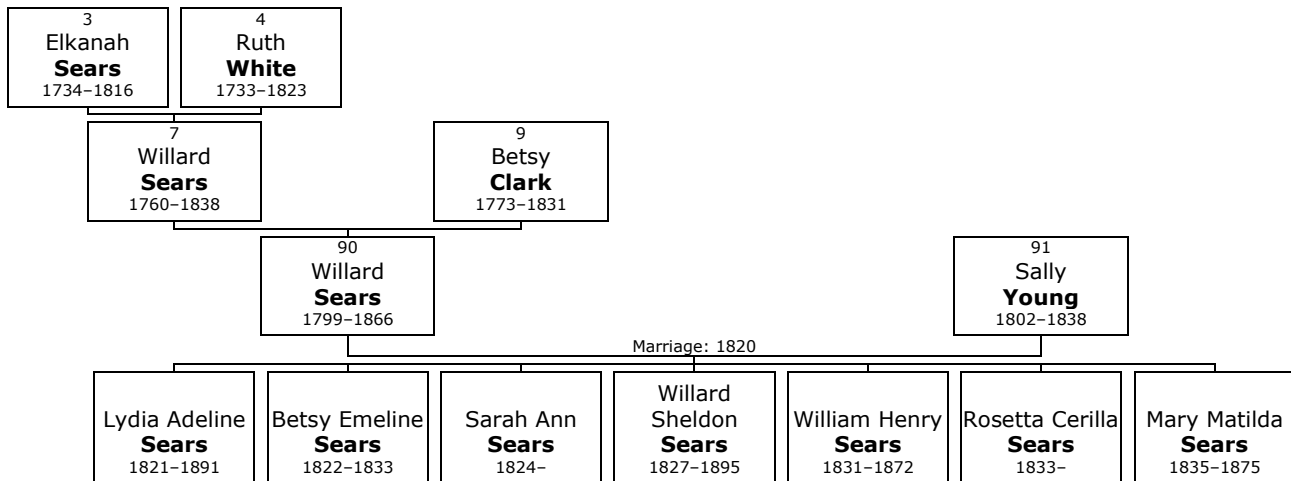 3
Elkanah
Sears
1734–1816
4
Ruth
White
1733–1823
7
Willard
Sears
1760–1838
9
Betsy
Clark
1773–1831
90
Willard
Sears
1799–1866
91
Sally
Young
1802–1838
Marriage: 1820
Lydia Adeline
Sears
1821–1891
Betsy Emeline
Sears
1822–1833
Sarah Ann
Sears
1824–
Willard
Sheldon
Sears
1827–1895
William Henry
Sears
1831–1872
Rosetta Cerilla
Sears
1833–
Mary Matilda
Sears
1835–1875